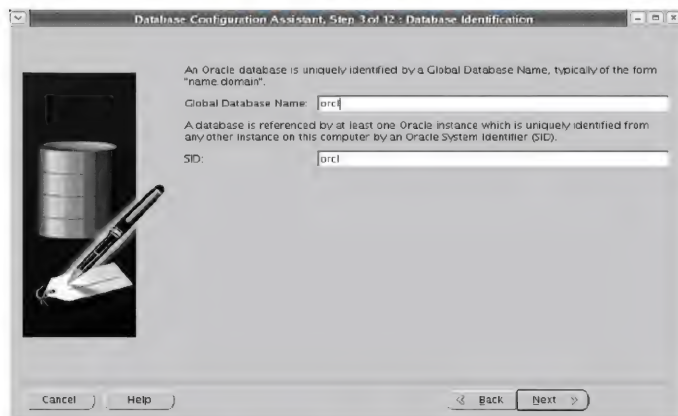 Database Configuration Assistant, Step 3 of 12 : Database Identification
An Oracle database is uniquely identified by a Global Database Name, typically of the form
"name.domain".
Global Database Name: orcl
A database is referenced by at least one Oracle instance which is uniquely identified from
any other instance on this computer by an Oracle System Identifier (SID).
SID: orcl
Cancel Help Back Next